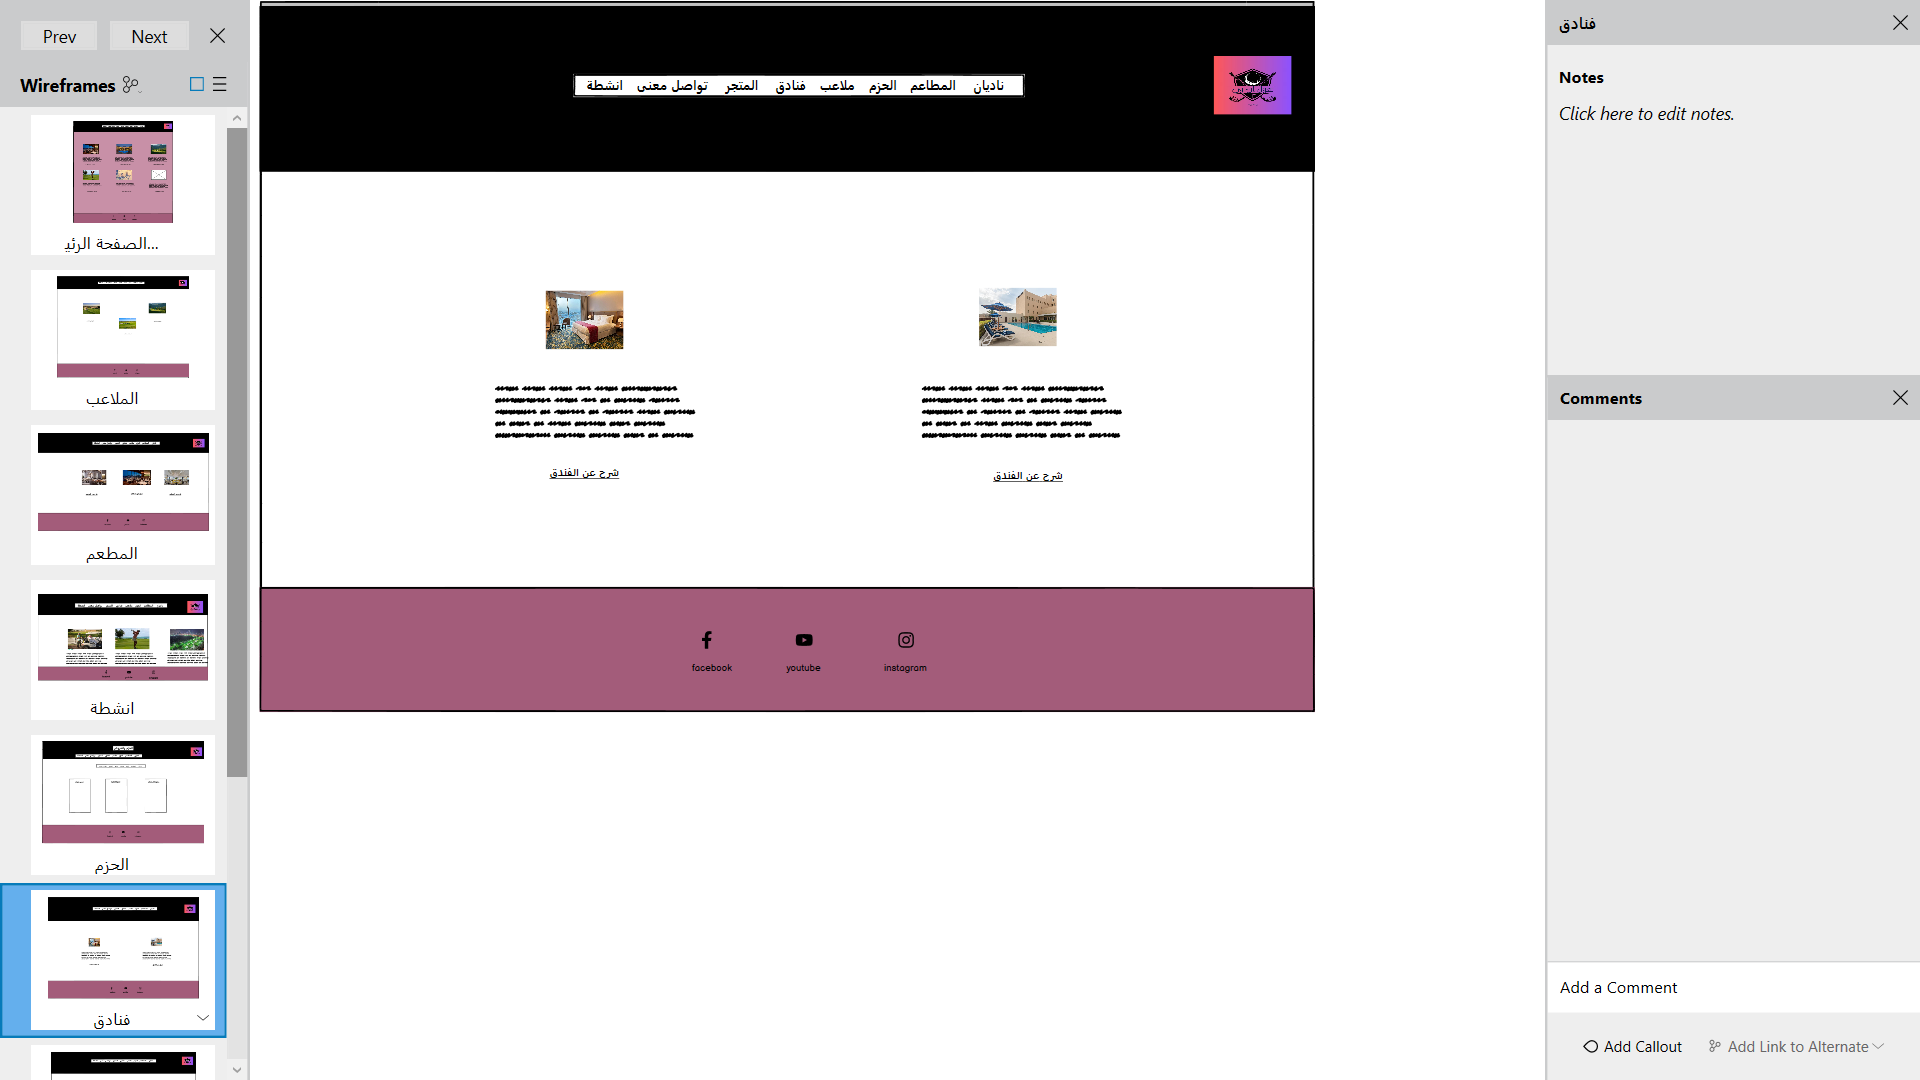 Prev
Next
Wireframes
الصفحة الرئي...
الملاعب
المطعم
انشطة
الحزم
فنادق
ناديان المطاعم الحزم ملاعب فنادق المتجر تواصل معنى انشطة
شرح عن الفندق
شرح عن الفندق
facebook
youtube
instagram
فنادق
Notes
Click here to edit notes.
Comments
Add a Comment
Add Callout
Add Link to Alternate